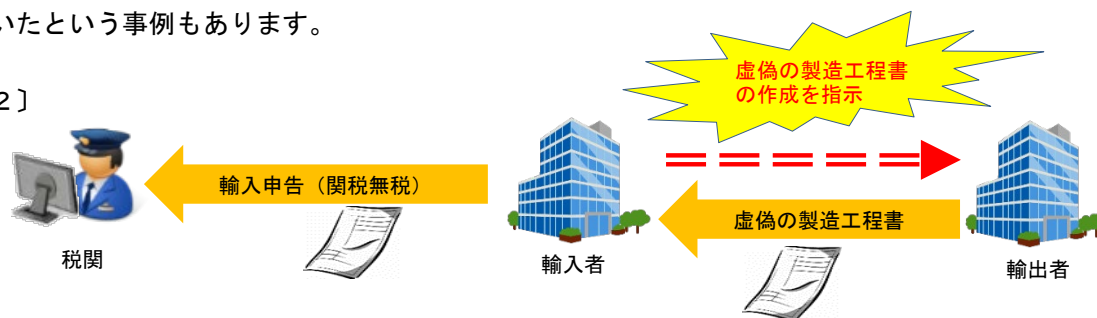 いたという事例もあります。
虚偽の製造工程書
の作成を指示
２〕
輸入申告（関税無税）
虚偽の製造工程書
税関
輸入者
輸出者